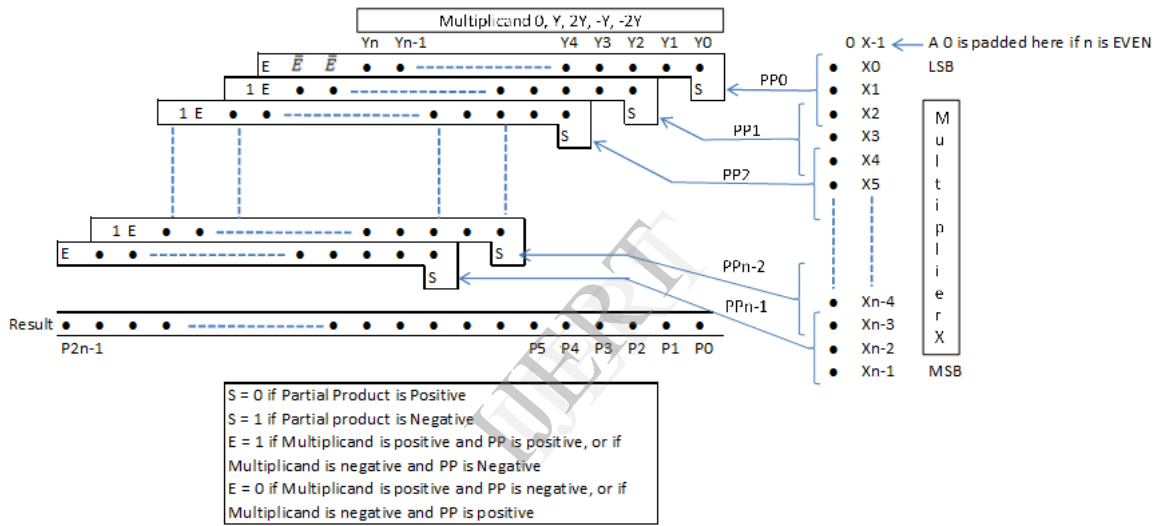 Multiplicand 0, Y, 2Y, -Y, -2Y
Yn Yn-1 Y4 Y3 Y2 Y1 Y0
0 X-1 A 0 is padded here if n is EVEN
E Ē Ē
PP0
X0 LSB
1 E
S
X1
1 E
S
X2
PP1
S
X3
X4
PP2
X5
Multiplier X
1 E
E
S
PPn-2
S
PPn-1
Xn-4
Xn-3
Xn-2
Xn-1 MSB
Result
P2n-1 P5 P4 P3 P2 P1 P0
IJERT
S = 0 if Partial Product is Positive
S = 1 if Partial product is Negative
E = 1 if Multiplicand is positive and PP is positive, or if
Multiplicand is negative and PP is Negative
E = 0 if Multiplicand is positive and PP is negative, or if
Multiplicand is negative and PP is positive